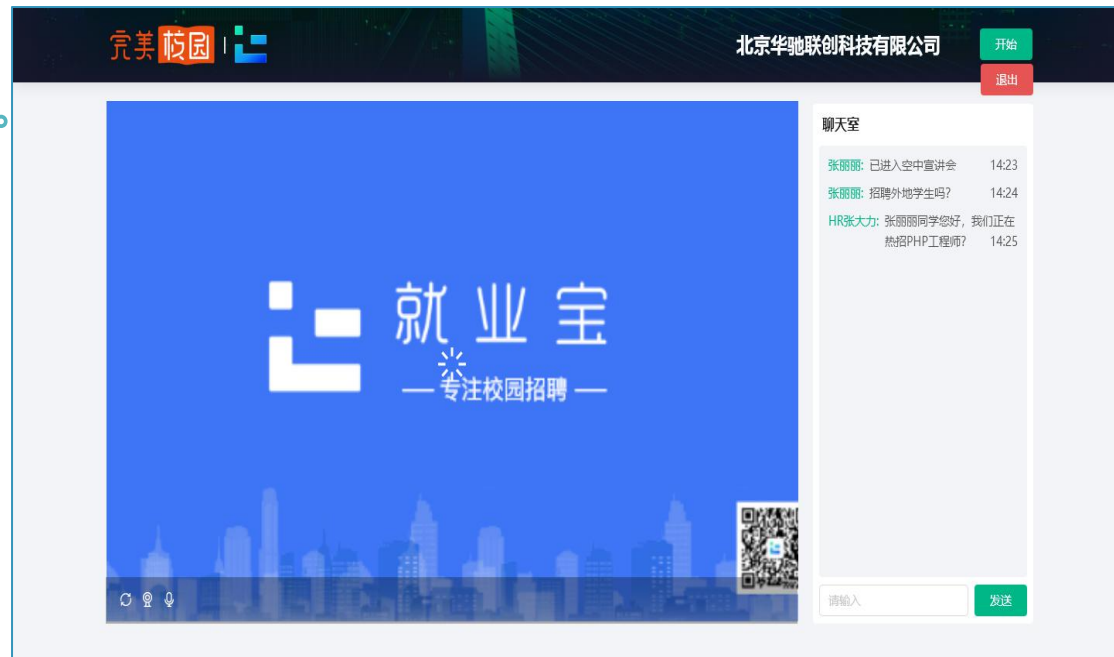 完美校园
北京华驰联创科技有限公司
开始
退出
聊天室
张丽丽: 已进入空中宣讲会 14:23
张丽丽: 招聘外地学生吗? 14:24
HR张大力: 张丽丽同学您好，我们正在
热招PHP工程师? 14:25
就业宝
— 专注校园招聘 —
请输入
发送